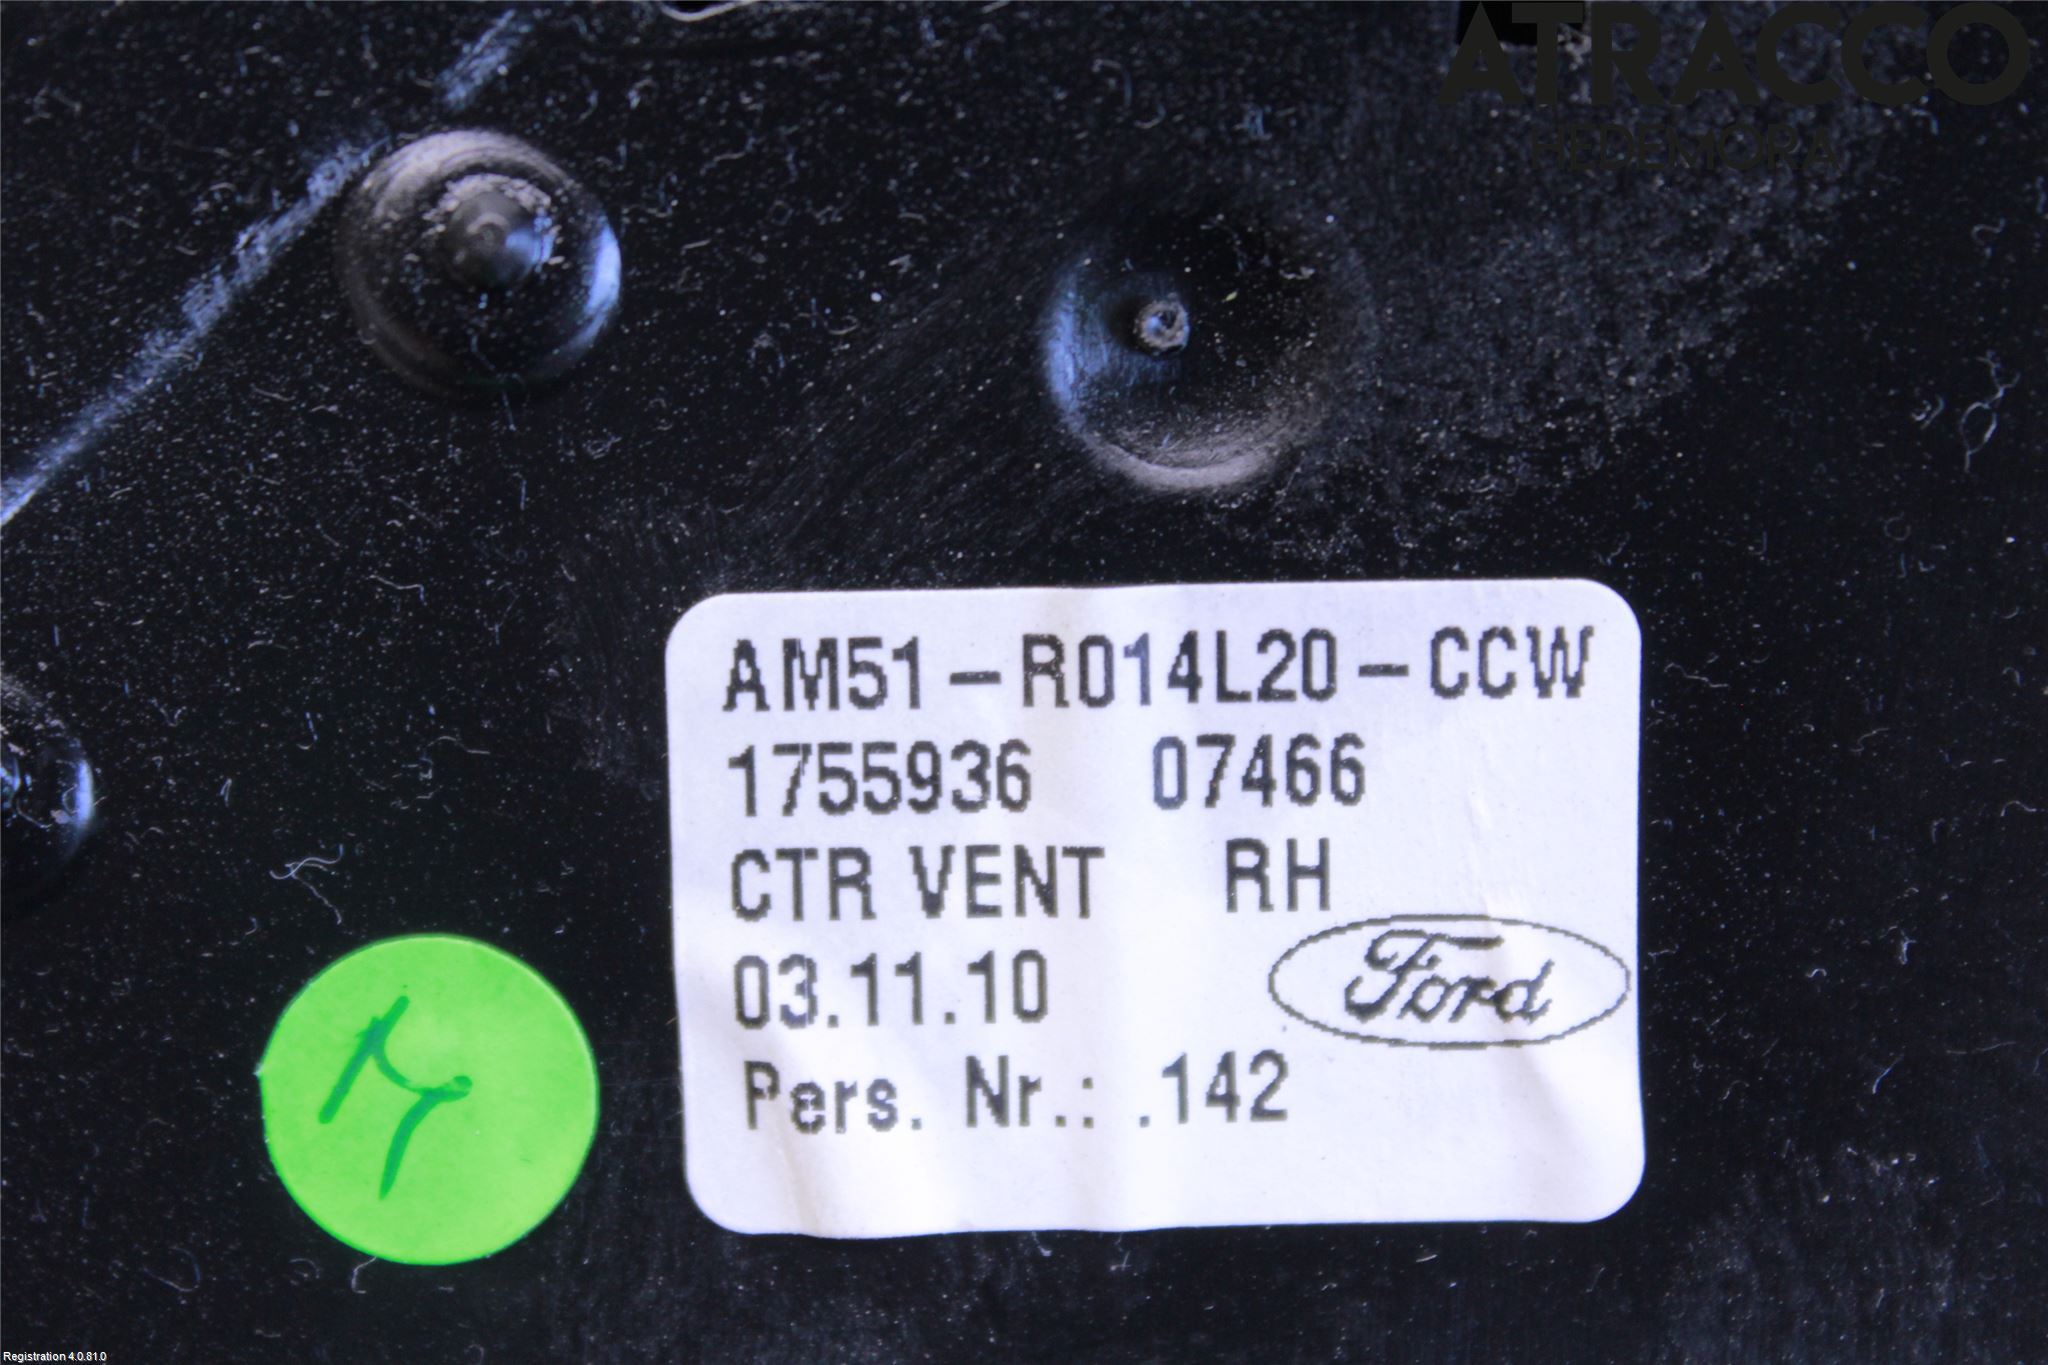 ATRACCO
HEDEMORA
AM51-R014L20-CCW
1755936 07466
CTR VENT RH
03.11.10
Ford
Pers. Nr.: .142
Registration 4.0.81.0